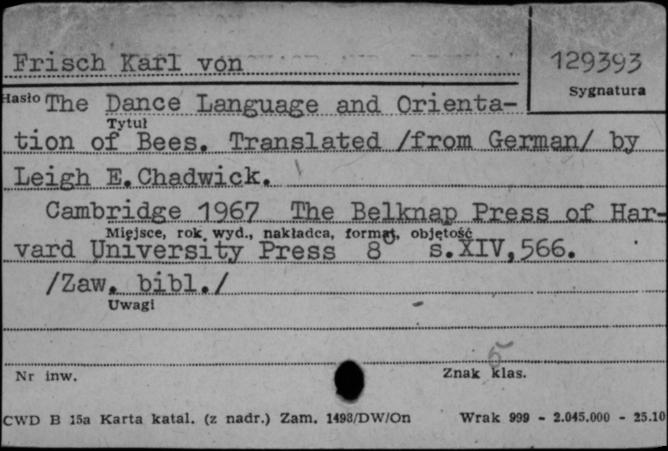 Frisch Karl von
129393
Sygnatura
Hasło The Dance Language and Orienta-
Tytuł
tion of Bees. Translated /from German/ by
Leigh E. Chadwick.
Cambridge 1967 The Belknap Press of Har-
Miejsce, rok wyd., nakładca, format, objętość
vard University Press 8° s.XIV,566.
/Zaw. bibl./
Uwagi
5
Nr inw.
Znak klas.
CWD B 15a Karta katal. (z nadr.) Zam. 1498/DW/On Wrak 999 - 2.045.000 - 25.10